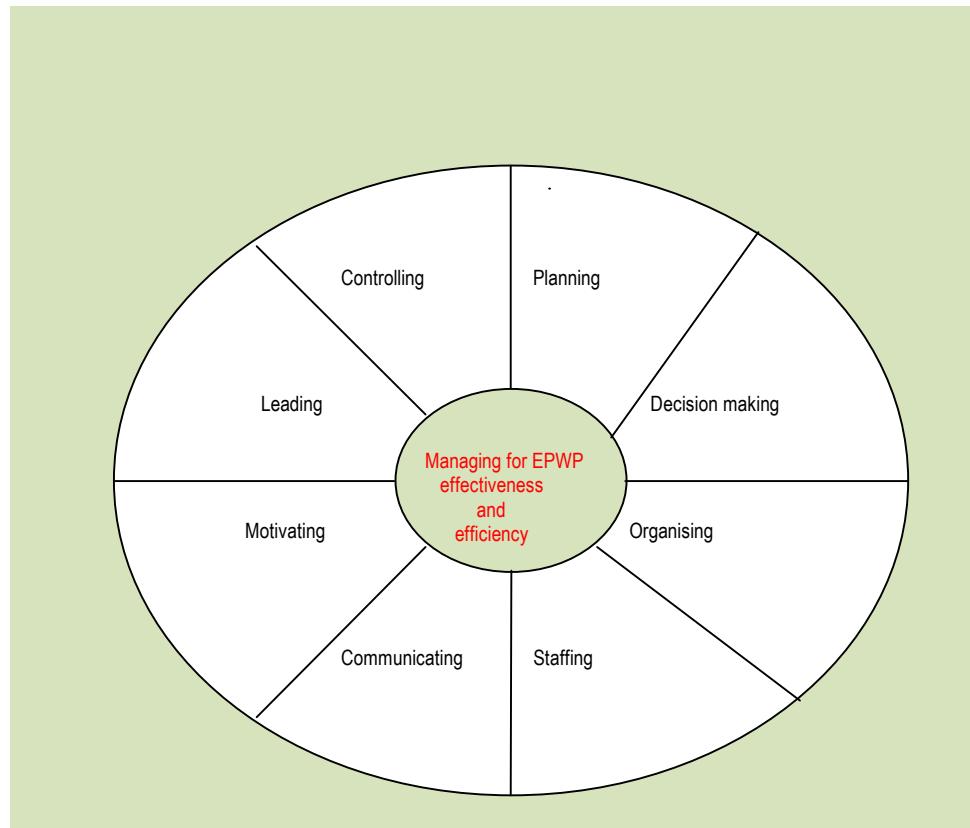 Controlling
Planning
Leading
Decision making
Managing for EPWP
effectiveness
and
efficiency
Motivating
Organising
Communicating
Staffing